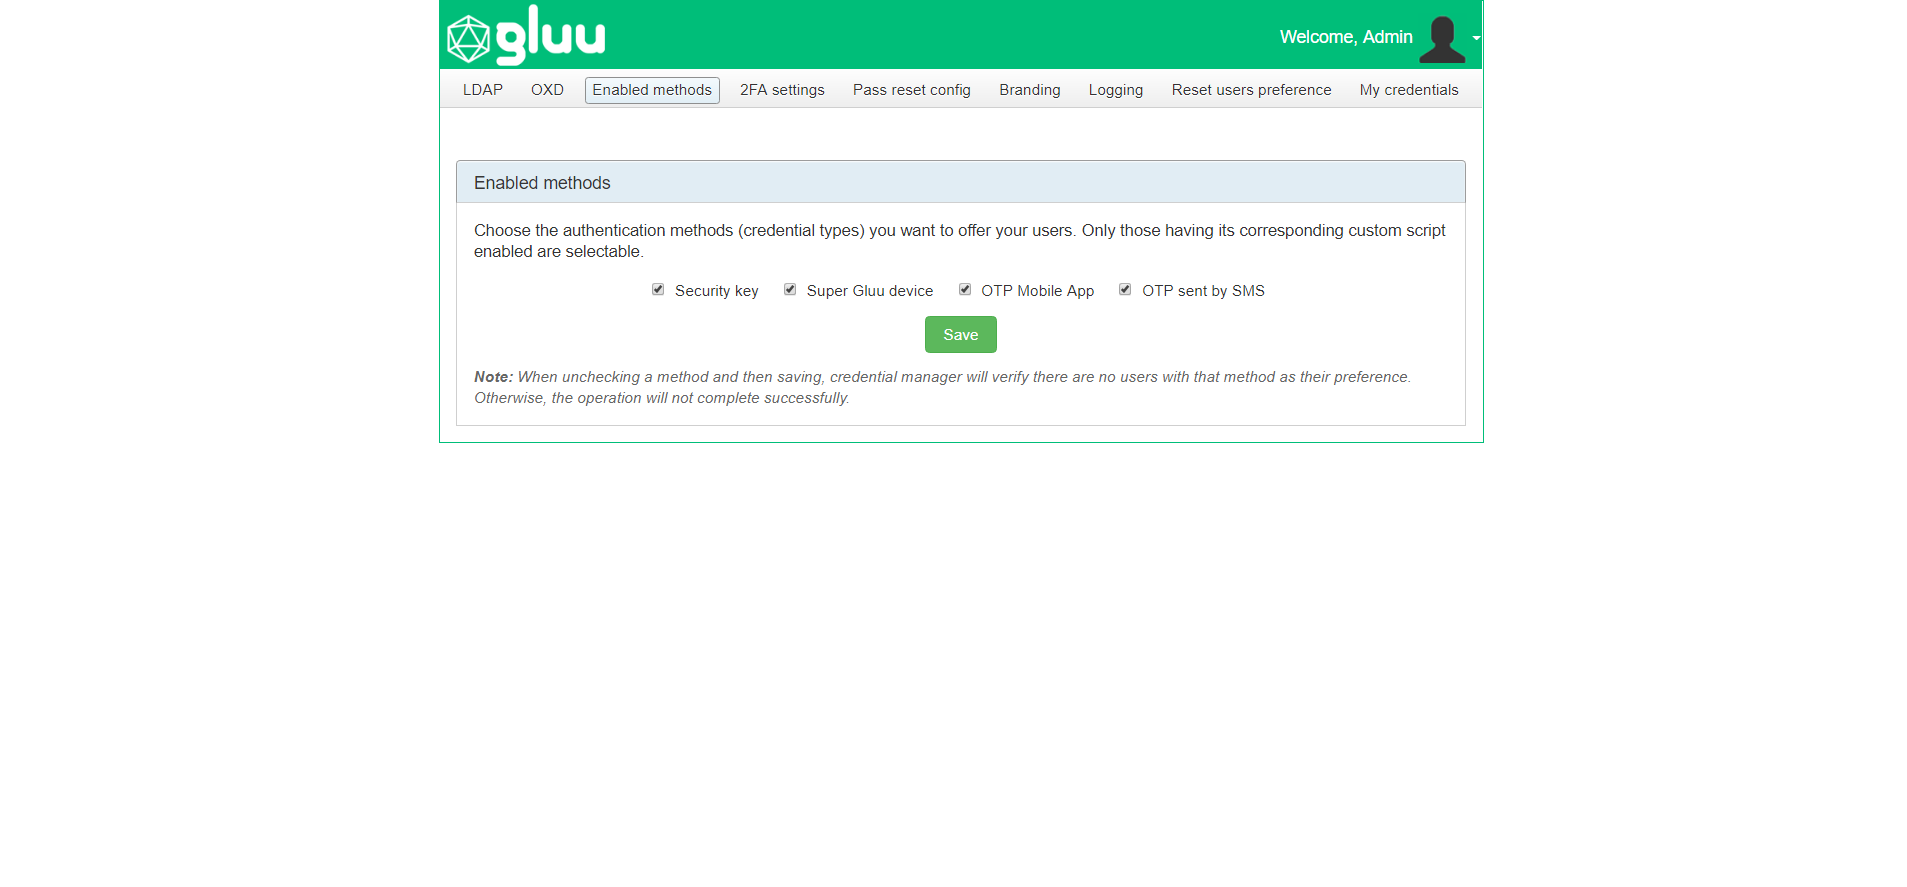 gluu
Welcome, Admin
LDAP OXD Enabled methods 2FA settings Pass reset config Branding Logging Reset users preference My credentials
Enabled methods
Choose the authentication methods (credential types) you want to offer your users. Only those having its corresponding custom script
enabled are selectable.
Security key Super Gluu device OTP Mobile App OTP sent by SMS
Save
Note: When unchecking a method and then saving, credential manager will verify there are no users with that method as their preference.
Otherwise, the operation will not complete successfully.